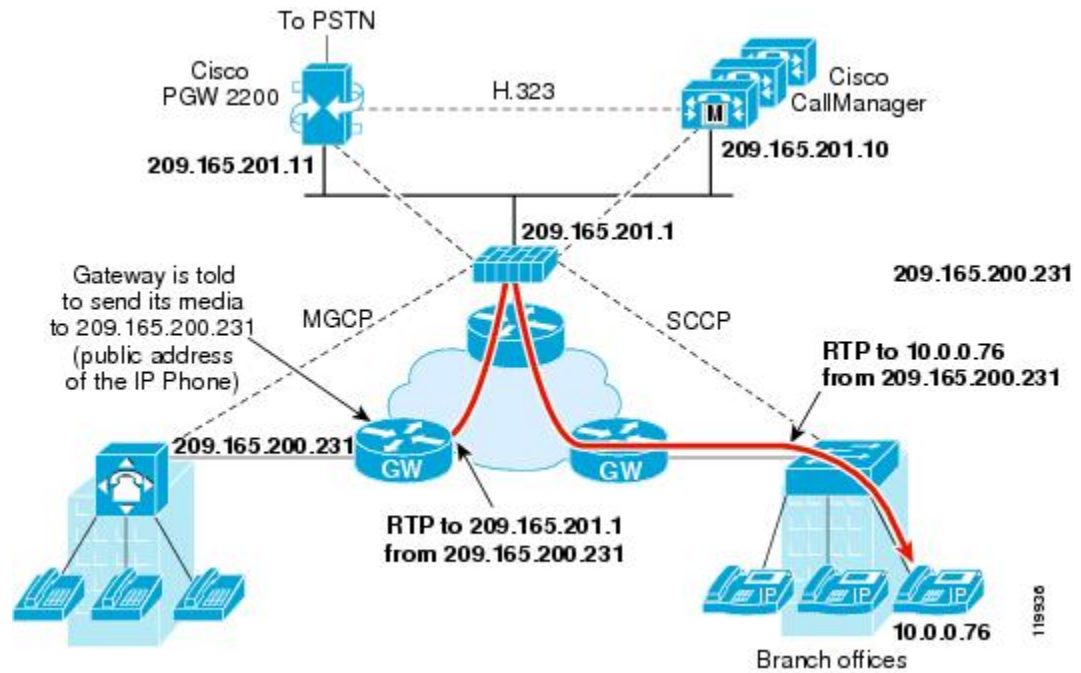 To PSTN
Cisco
PGW 2200
H.323
M
Cisco
CallManager
209.165.201.11
209.165.201.10
209.165.201.1
Gateway is told
to send its media
to 209.165.200.231
(public address
of the IP Phone)
MGCP
SCCP
209.165.200.231
RTP to 10.0.0.76
from 209.165.200.231
209.165.200.231
GW
GW
RTP to 209.165.201.1
from 209.165.200.231
IP
IP
IP
10.0.0.76
Branch offices
119936